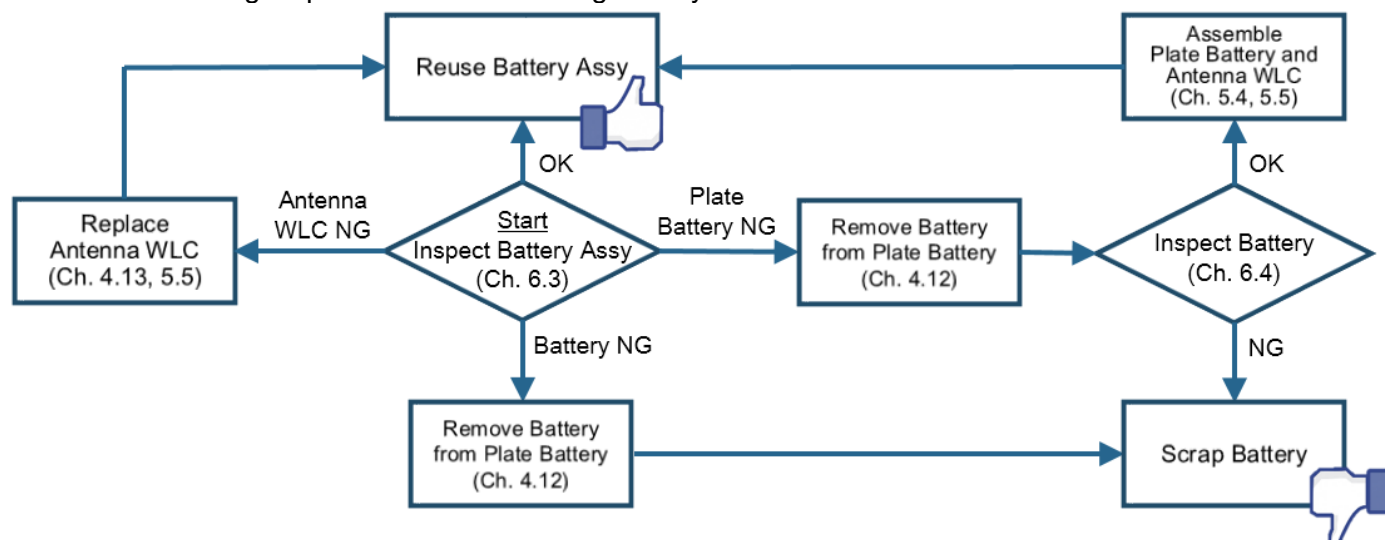 Reuse Battery Assy
Assemble
Plate Battery and
Antenna WLC
(Ch. 5.4, 5.5)
OK
OK
Antenna
WLC NG
Plate
Battery NG
Replace
Antenna WLC
(Ch. 4.13, 5.5)
Start
Inspect Battery Assy
(Ch. 6.3)
Remove Battery
from Plate Battery
(Ch. 4.12)
Inspect Battery
(Ch. 6.4)
Battery NG
NG
Remove Battery
from Plate Battery
(Ch. 4.12)
Scrap Battery